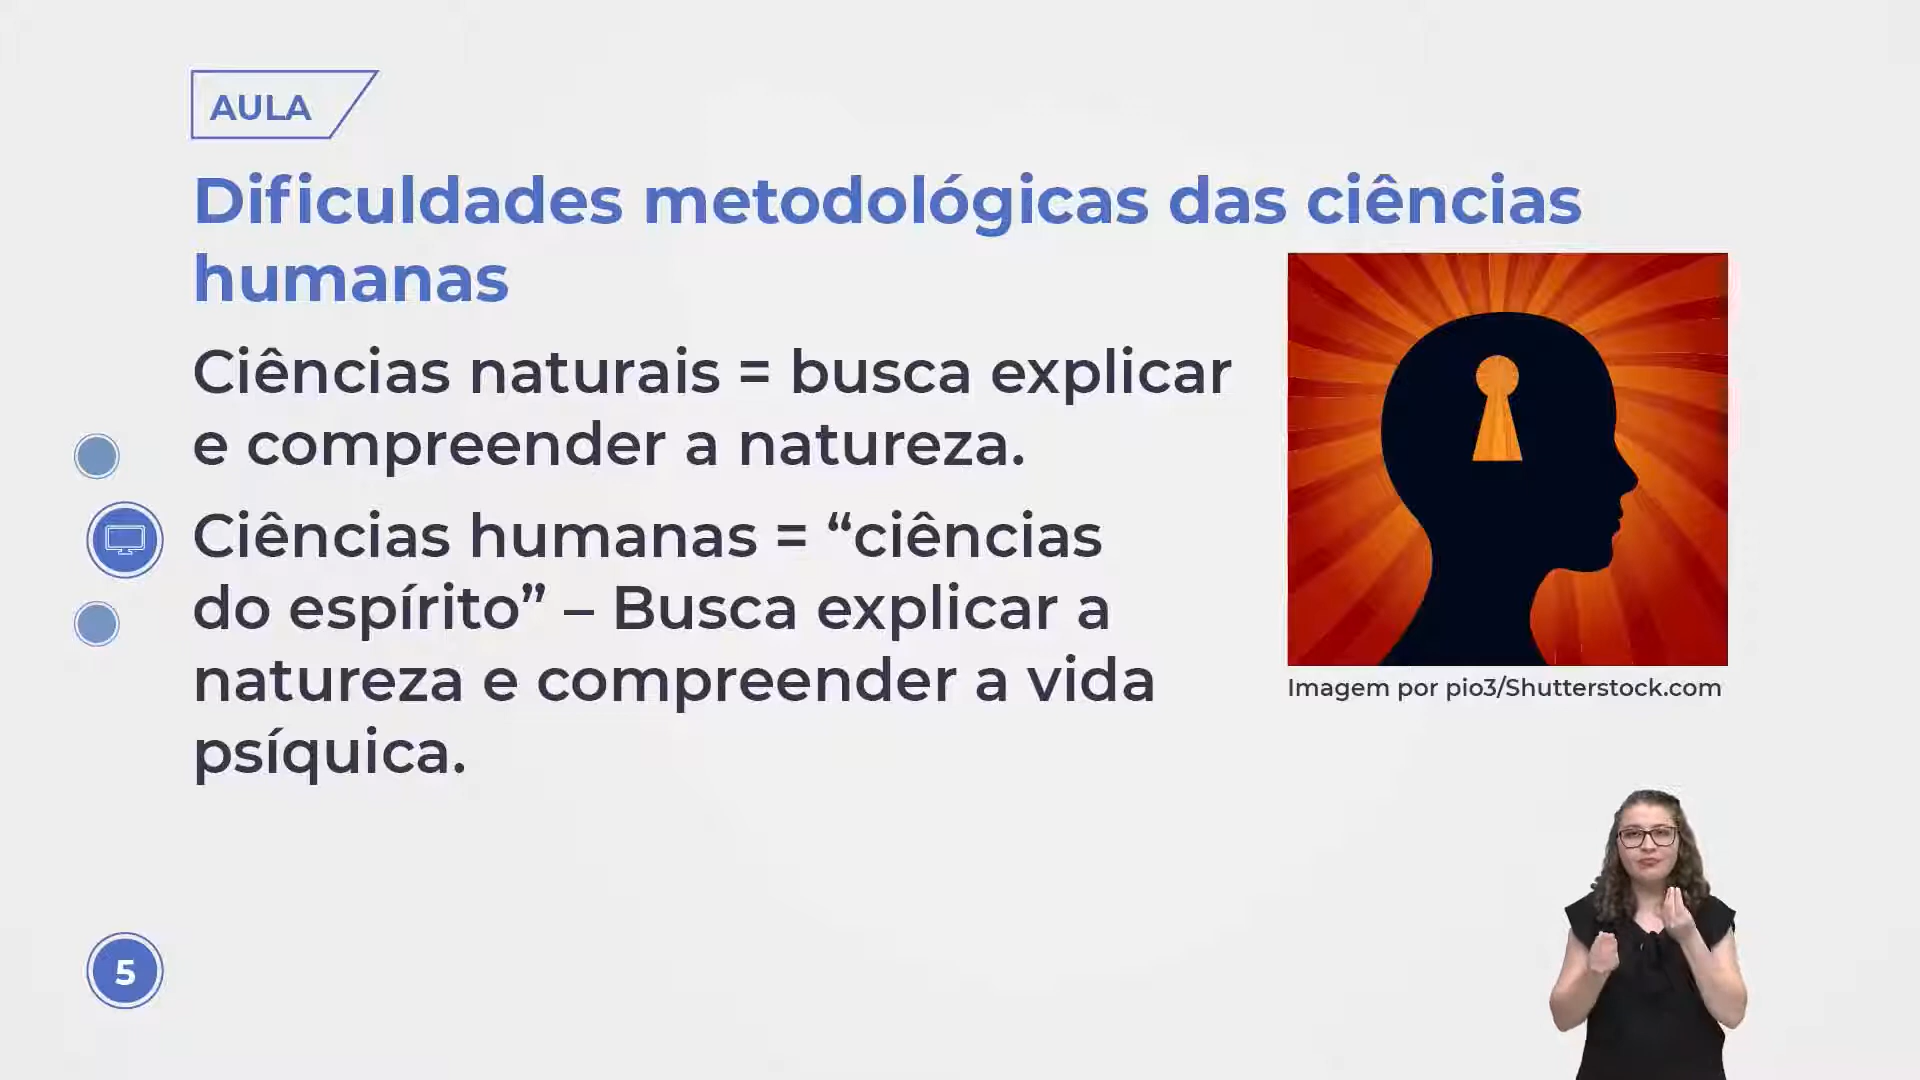 AULA
Dificuldades metodológicas das ciências
humanas
Ciências naturais = busca explicar
e compreender a natureza.
Ciências humanas = “ciências
do espírito” – Busca explicar a
natureza e compreender a vida
psíquica.
Imagem por pio3/Shutterstock.com
5